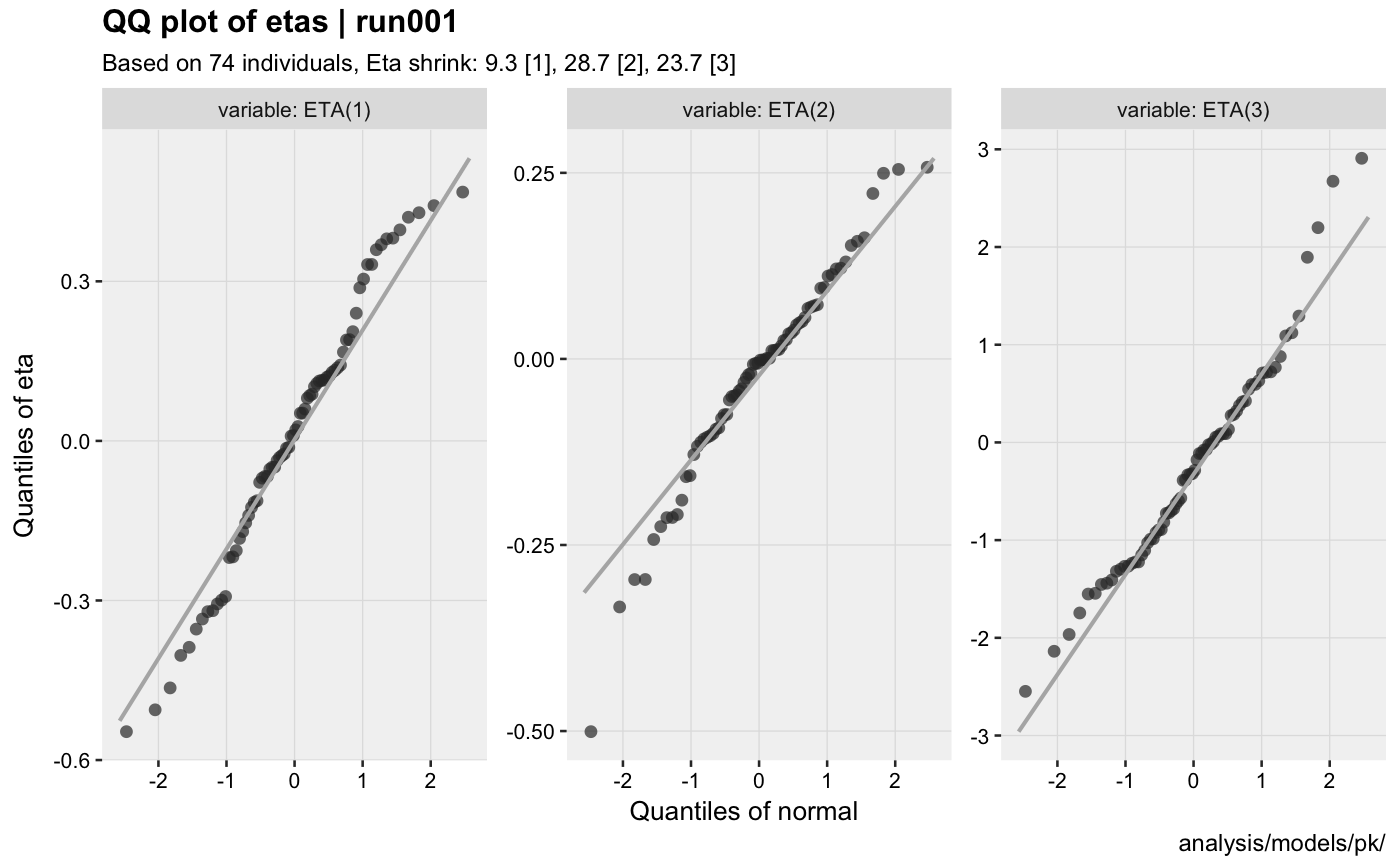 QQ plot of etas | run001
Based on 74 individuals, Eta shrink: 9.3 [1], 28.7 [2], 23.7 [3]
variable: ETA(1)
variable: ETA(2)
variable: ETA(3)
Quantiles of eta
0.3
0.0
-0.3
-0.6
0.25
0.00
-0.25
-0.50
3
2
1
0
-1
-2
-3
-2 -1 0 1 2
-2 -1 0 1 2
-2 -1 0 1 2
Quantiles of normal
analysis/models/pk/